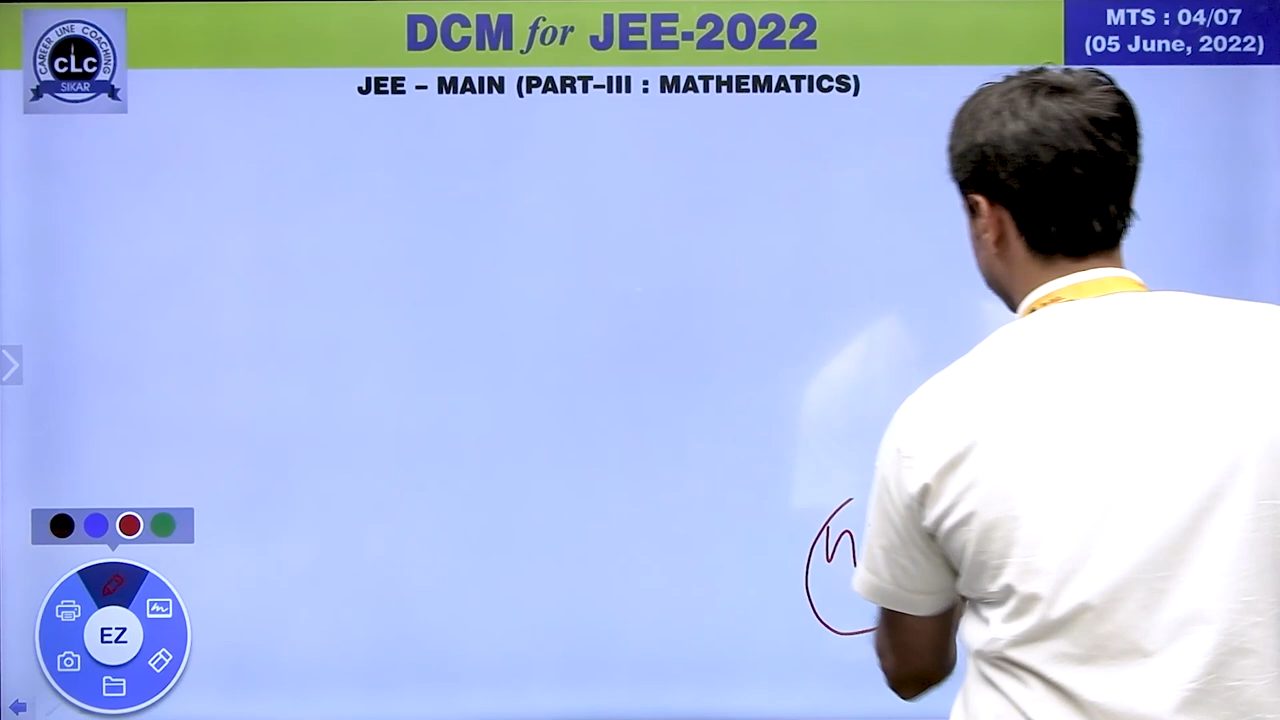 DCM for JEE-2022
MTS : 04/07
(05 June, 2022)
CAREER LINE COACHING
CLC
SIKAR
JEE – MAIN (PART–III : MATHEMATICS)
n
EZ